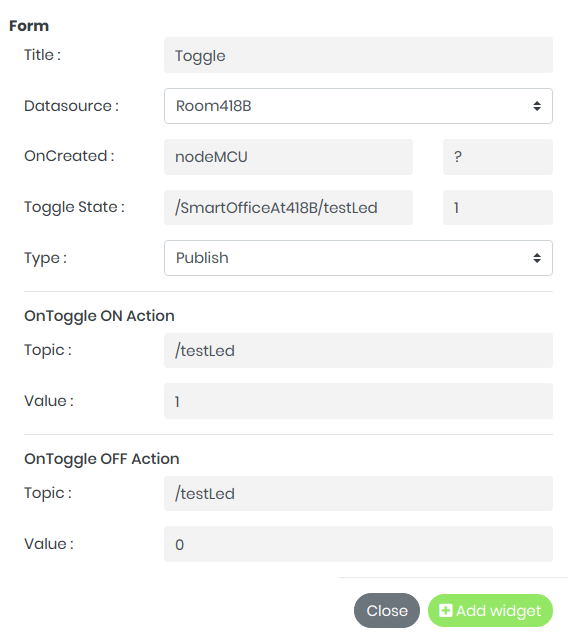 Form
Title : Toggle
Datasource : Room418B
OnCreated : nodeMCU ?
Toggle State : /SmartOfficeAt418B/testLed 1
Type : Publish
OnToggle ON Action
Topic : /testLed
Value : 1
OnToggle OFF Action
Topic : /testLed
Value : 0
Close Add widget